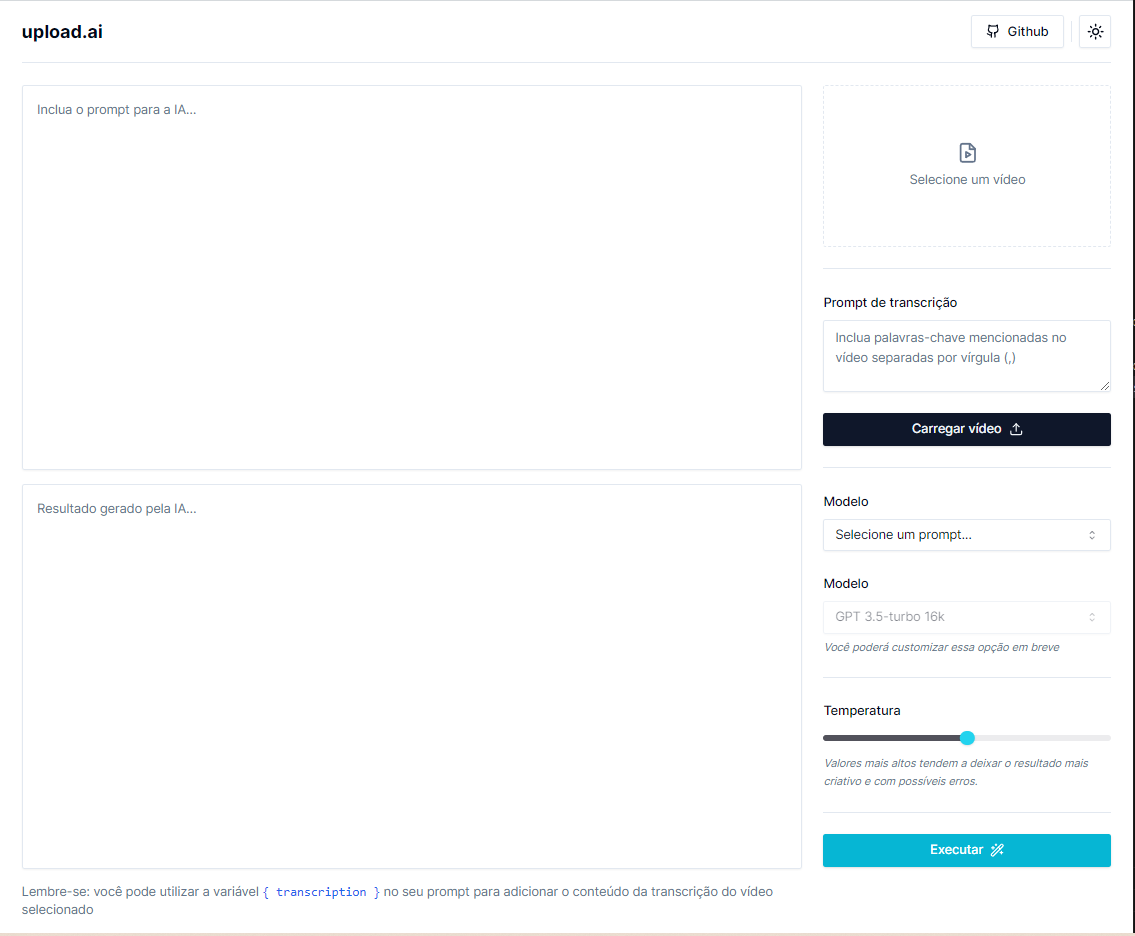 upload.ai
Github
Inclua o prompt para a IA...
Resultado gerado pela IA...
Lembre-se: você pode utilizar a variável { transcription } no seu prompt para adicionar o conteúdo da transcrição do vídeo
selecionado
Selecione um vídeo
Prompt de transcrição
Inclua palavras-chave mencionadas no
vídeo separadas por vírgula (,)
Carregar vídeo
Modelo
Selecione um prompt...
Modelo
GPT 3.5-turbo 16k
Você poderá customizar essa opção em breve
Temperatura
Valores mais altos tendem a deixar o resultado mais
criativo e com possíveis erros.
Executar